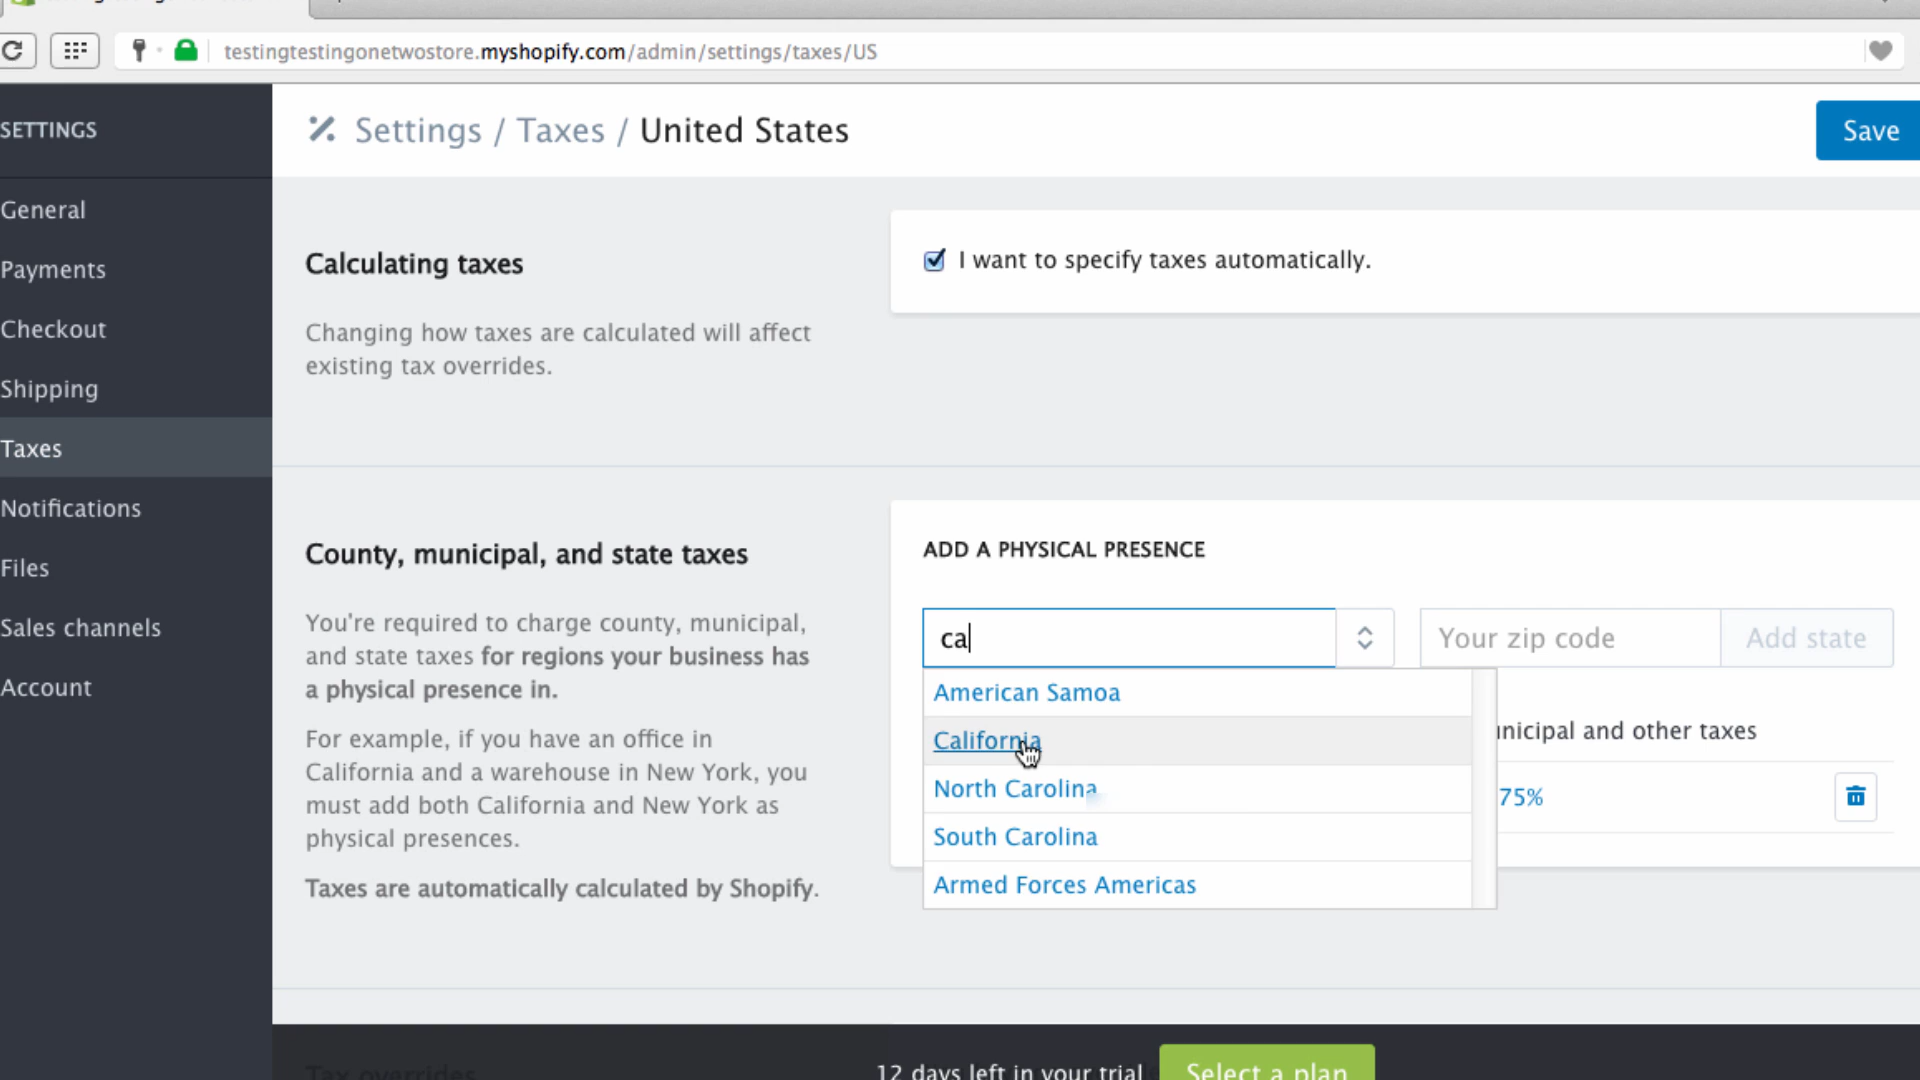 testingtestingonetwostore.myshopify.com/admin/settings/taxes/US
SETTINGS
Settings / Taxes / United States
Save
General
Payments
Checkout
Shipping
Taxes
Notifications
Files
Sales channels
Account
Calculating taxes
Changing how taxes are calculated will affect
existing tax overrides.
I want to specify taxes automatically.
County, municipal, and state taxes
You're required to charge county, municipal,
and state taxes for regions your business has
a physical presence in.
For example, if you have an office in
California and a warehouse in New York, you
must add both California and New York as
physical presences.
Taxes are automatically calculated by Shopify.
ADD A PHYSICAL PRESENCE
ca
Your zip code
Add state
American Samoa
California
North Carolina
South Carolina
Armed Forces Americas
nicipal and other taxes
75%
Tax overrides
12 days left in your trial
Select a plan